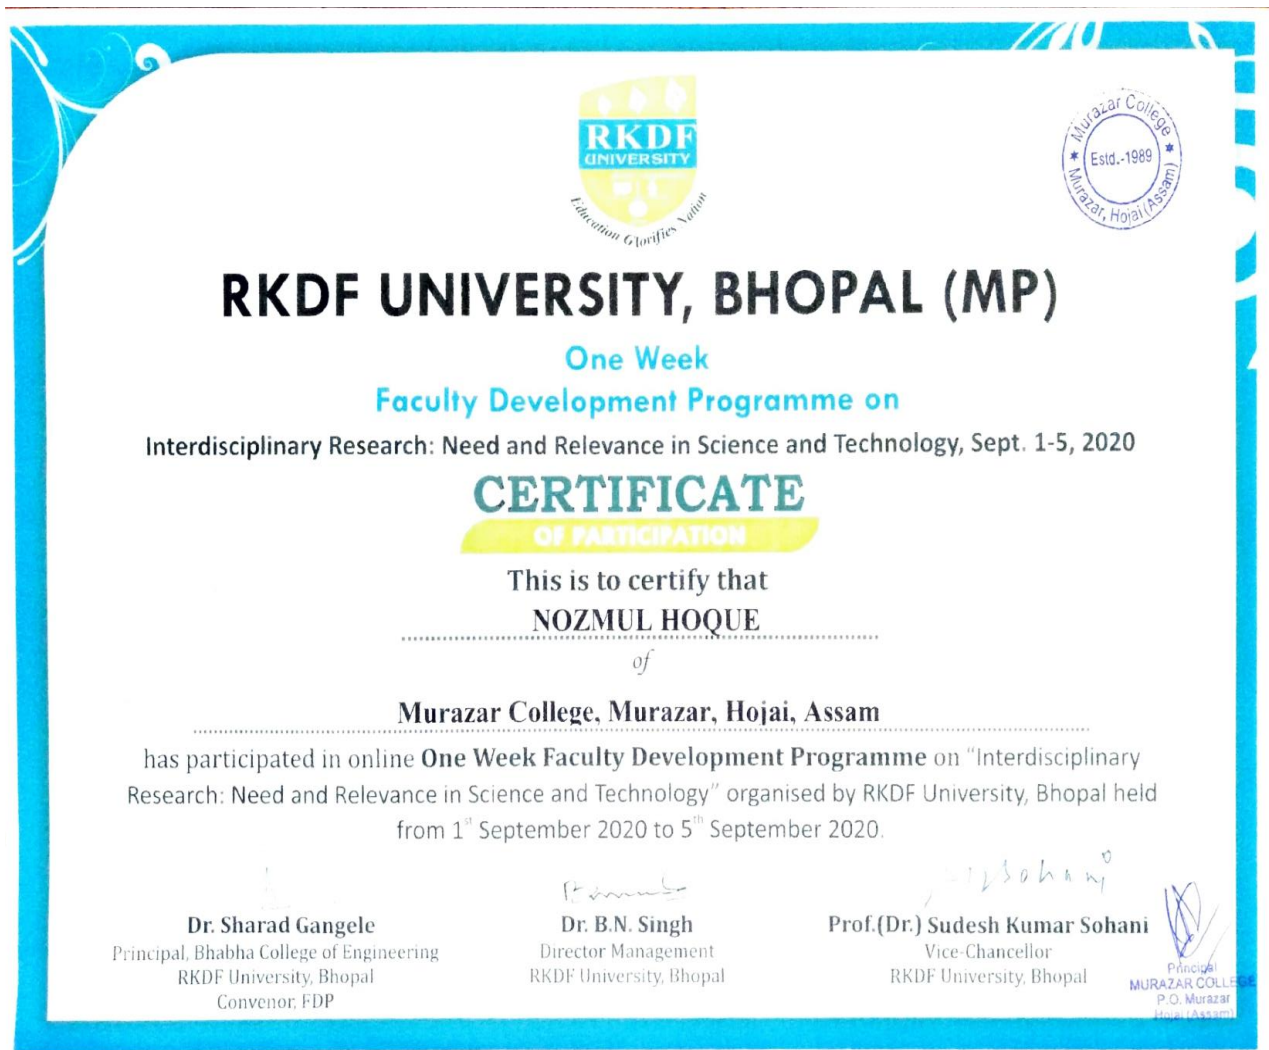 RKDF
UNIVERSITY
Education Glorifies Nation
Murazar College
Estd.-1989
Murazar, Hojai (Assam)
RKDF UNIVERSITY, BHOPAL (MP)
One Week
Faculty Development Programme on
Interdisciplinary Research: Need and Relevance in Science and Technology, Sept. 1-5, 2020
CERTIFICATE
OF PARTICIPATION
This is to certify that
NOZMUL HOQUE
of
Murazar College, Murazar, Hojai, Assam
has participated in online One Week Faculty Development Programme on "Interdisciplinary
Research: Need and Relevance in Science and Technology" organised by RKDF University, Bhopal held
from 1st September 2020 to 5th September 2020.
Dr. Sharad Gangele
Principal, Bhabha College of Engineering
RKDF University, Bhopal
Convenor, FDP
Dr. B.N. Singh
Director Management
RKDF University, Bhopal
Prof.(Dr.) Sudesh Kumar Sohani
Vice-Chancellor
RKDF University, Bhopal
Principal
MURAZAR COLLEGE
P.O. Murazar
Hojai (Assam)